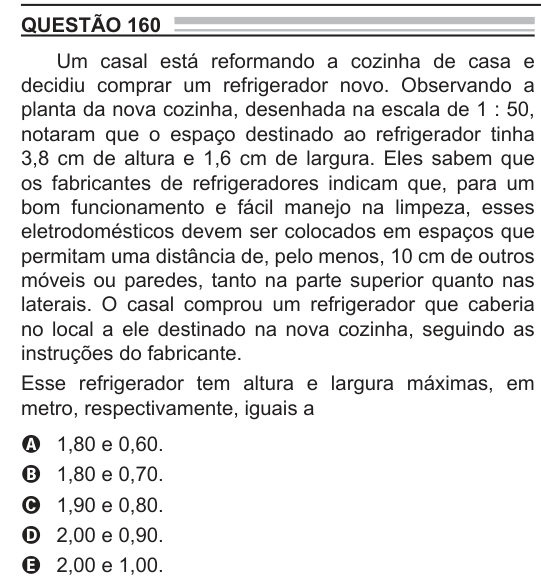 QUESTÃO 160
Um casal está reformando a cozinha de casa e
decidiu comprar um refrigerador novo. Observando a
planta da nova cozinha, desenhada na escala de 1 : 50,
notaram que o espaço destinado ao refrigerador tinha
3,8 cm de altura e 1,6 cm de largura. Eles sabem que
os fabricantes de refrigeradores indicam que, para um
bom funcionamento e fácil manejo na limpeza, esses
eletrodomésticos devem ser colocados em espaços que
permitam uma distância de, pelo menos, 10 cm de outros
móveis ou paredes, tanto na parte superior quanto nas
laterais. O casal comprou um refrigerador que caberia
no local a ele destinado na nova cozinha, seguindo as
instruções do fabricante.
Esse refrigerador tem altura e largura máximas, em
metro, respectivamente, iguais a
A 1,80 e 0,60.
B 1,80 e 0,70.
C 1,90 e 0,80.
D 2,00 e 0,90.
E 2,00 e 1,00.